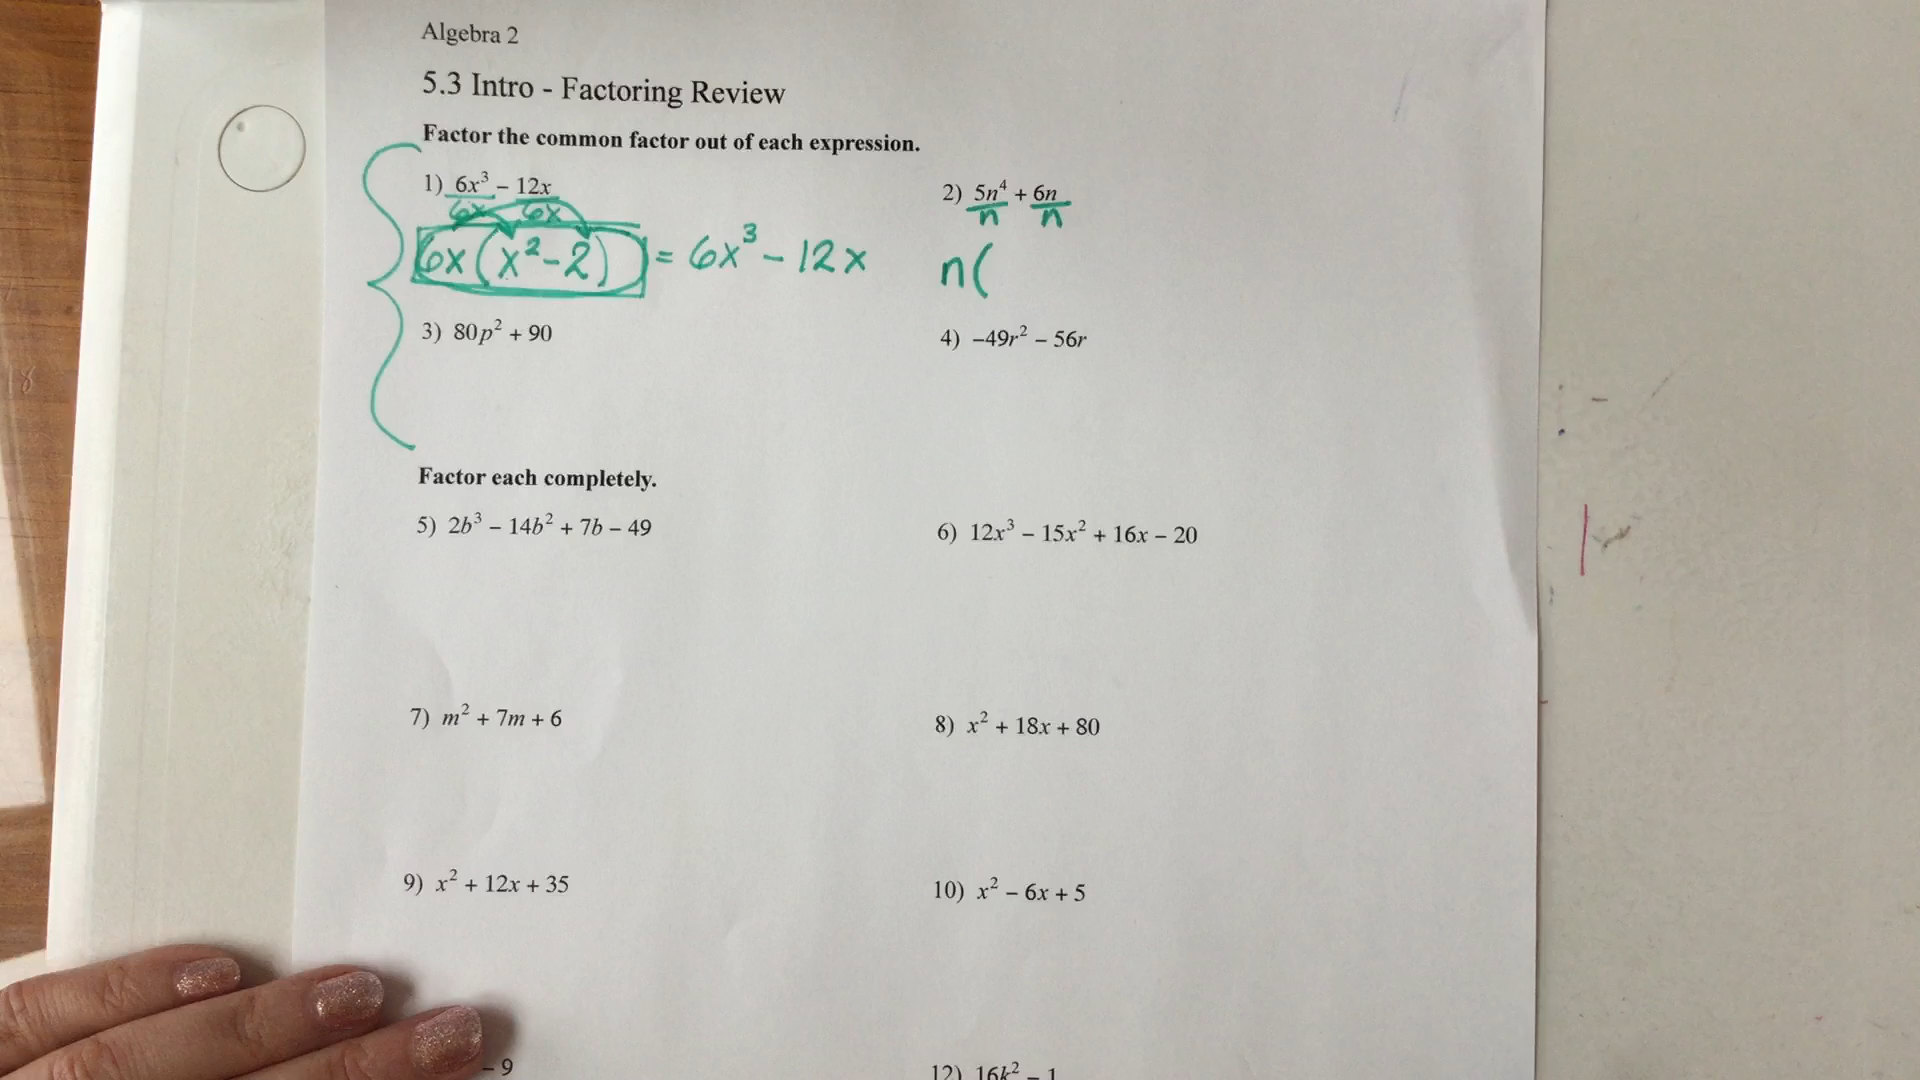 Algebra 2
5.3 Intro - Factoring Review
Factor the common factor out of each expression.
1) 6x³ – 12x
6x 6x
6x(x²-2) = 6x³ - 12x
2) 5n⁴ + 6n
n n
n(
3) 80p² + 90
4) –49r² – 56r
Factor each completely.
5) 2b³ – 14b² + 7b – 49
6) 12x³ – 15x² + 16x – 20
7) m² + 7m + 6
8) x² + 18x + 80
9) x² + 12x + 35
10) x² – 6x + 5
– 9
12) 16k² – 1
18